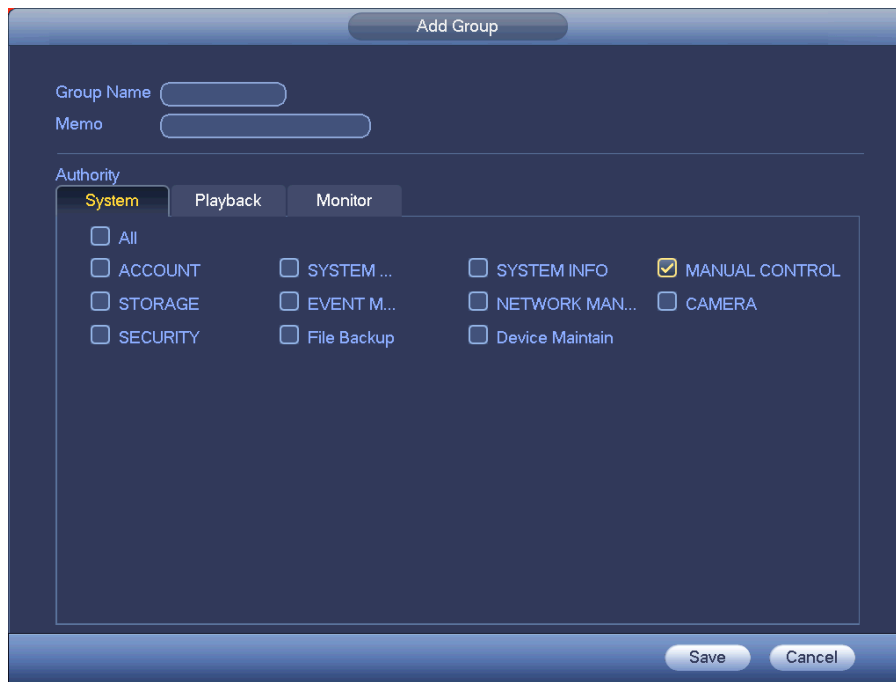 Add Group
Group Name
Memo
Authority
System Playback Monitor
All
ACCOUNT SYSTEM ... SYSTEM INFO MANUAL CONTROL
STORAGE EVENT M... NETWORK MAN... CAMERA
SECURITY File Backup Device Maintain
Save Cancel